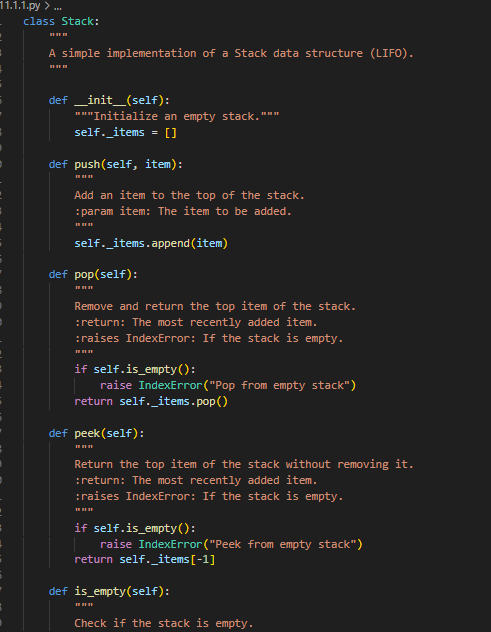 11.1.1.py > ...
class Stack:
"""
A simple implementation of a Stack data structure (LIFO).
"""
def __init__(self):
"""Initialize an empty stack."""
self._items = []
def push(self, item):
"""
Add an item to the top of the stack.
:param item: The item to be added.
"""
self._items.append(item)
def pop(self):
"""
Remove and return the top item of the stack.
:return: The most recently added item.
:raises IndexError: If the stack is empty.
"""
if self.is_empty():
raise IndexError("Pop from empty stack")
return self._items.pop()
def peek(self):
"""
Return the top item of the stack without removing it.
:return: The most recently added item.
:raises IndexError: If the stack is empty.
"""
if self.is_empty():
raise IndexError("Peek from empty stack")
return self._items[-1]
def is_empty(self):
"""
Check if the stack is empty.